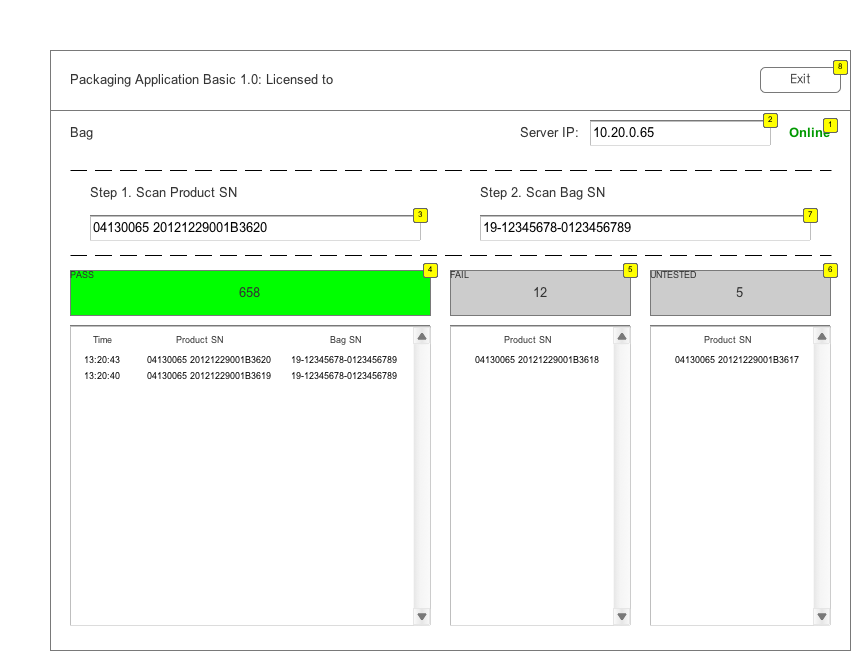 8
Packaging Application Basic 1.0: Licensed to
Exit
2
1
Bag
Server IP:
10.20.0.65
Online
Step 1. Scan Product SN
Step 2. Scan Bag SN
3
7
04130065 20121229001B3620
19-12345678-0123456789
4
5
6
PASS
FAIL
UNTESTED
658
12
5
Time Product SN Bag SN
13:20:43 04130065 20121229001B3620 19-12345678-0123456789
13:20:40 04130065 20121229001B3619 19-12345678-0123456789
Product SN
04130065 20121229001B3618
Product SN
04130065 20121229001B3617